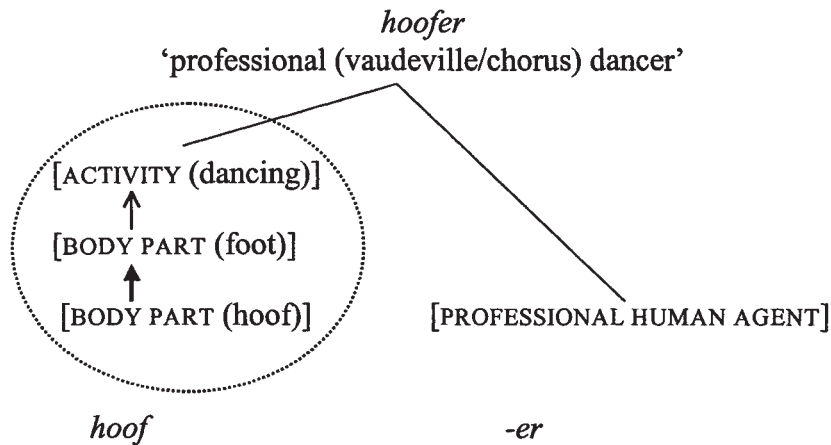 hoofer
‘professional (vaudeville/chorus) dancer’
[ACTIVITY (dancing)]
[BODY PART (foot)]
[BODY PART (hoof)] [PROFESSIONAL HUMAN AGENT]
hoof -er